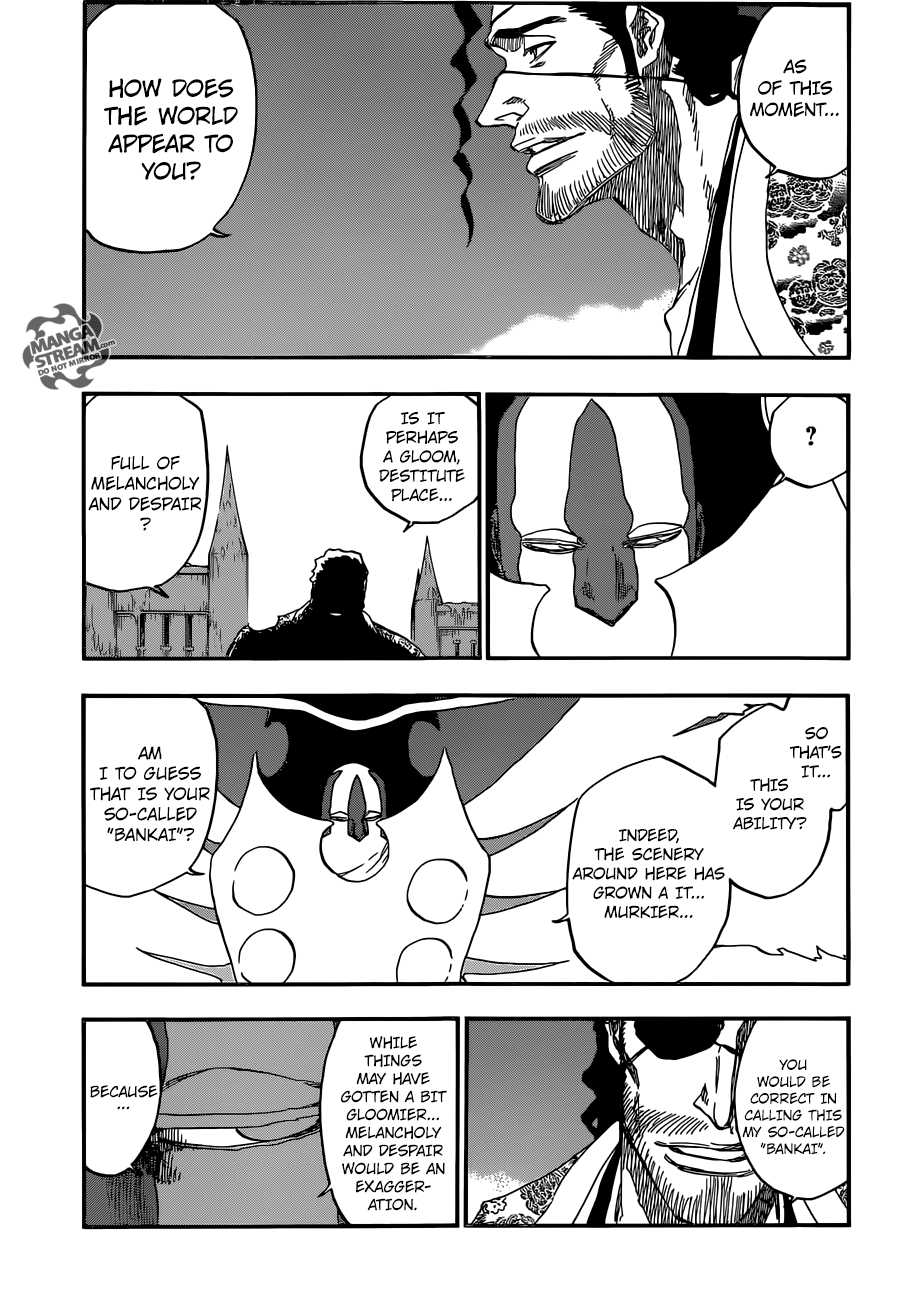 AS
OF THIS
MOMENT...
HOW DOES
THE WORLD
APPEAR TO
YOU?
MANGA
STREAM.com
DO NOT MIRROR
?
IS IT
PERHAPS
A GLOOM,
DESTITUTE
PLACE...
FULL OF
MELANCHOLY
AND DESPAIR
?
SO
THAT'S
IT...
THIS
IS YOUR
ABILITY?
INDEED,
THE SCENERY
AROUND HERE HAS
GROWN A IT...
MURKIER...
AM
I TO GUESS
THAT IS YOUR
SO-CALLED
"BANKAI"?
YOU
WOULD BE
CORRECT IN
CALLING THIS
MY SO-CALLED
"BANKAI".
WHILE
THINGS
MAY HAVE
GOTTEN A BIT
GLOOMIER...
MELANCHOLY
AND DESPAIR
WOULD BE AN
EXAGGER-
ATION.
BECAUSE
...